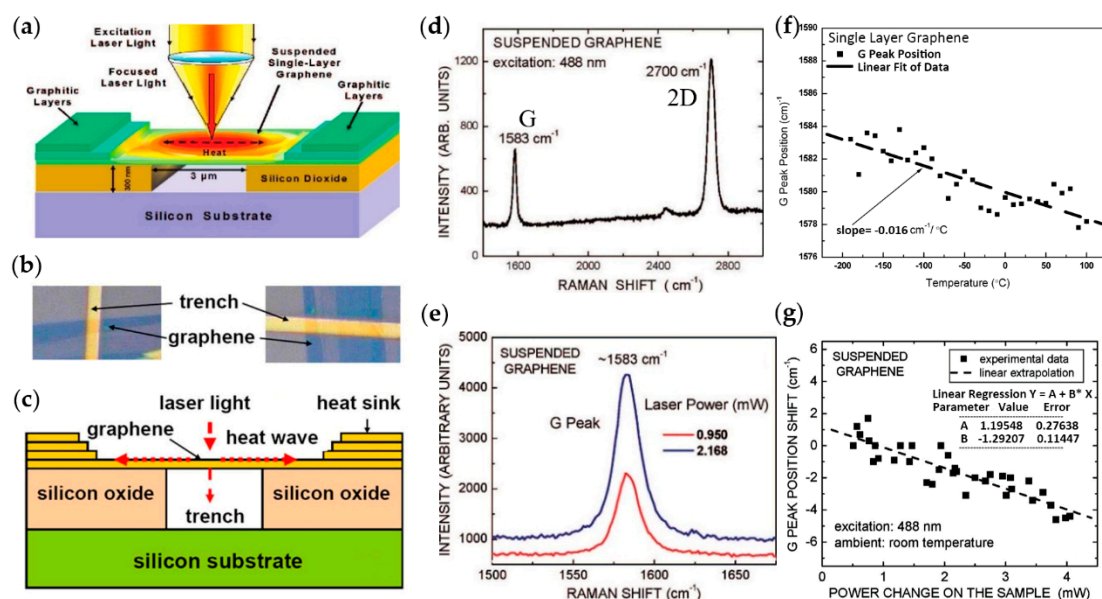 (a)
Excitation
Laser Light
Focused
Laser Light
Suspended
Single-Layer
Graphene
Graphitic
Layers
Graphitic
Layers
Heat
300 nm
3 µm
Silicon Dioxide
Silicon Substrate
(b)
trench
graphene
(c)
laser light
heat sink
graphene
heat wave
silicon oxide
silicon oxide
trench
silicon substrate
(d)
SUSPENDED GRAPHENE
excitation: 488 nm
2700 cm⁻¹
2D
G
1583 cm⁻¹
INTENSITY (ARB. UNITS)
1200
800
400
0
1600
2000
2400
2800
RAMAN SHIFT (cm⁻¹)
(e)
SUSPENDED
GRAPHENE
~1583 cm⁻¹
G Peak
Laser Power (mW)
0.950
2.168
INTENSITY (ARBITRARY UNITS)
5000
4000
3000
2000
1000
1500
1550
1600
1650
RAMAN SHIFT (cm⁻¹)
(f)
Single Layer Graphene
G Peak Position
Linear Fit of Data
slope= -0.016 cm⁻¹/ °C
G Peak Position (cm⁻¹)
1590
1588
1586
1584
1582
1580
1578
1576
-200
-150
-100
-50
0
50
100
Temperature (°C)
(g)
SUSPENDED
GRAPHENE
experimental data
linear extrapolation
Linear Regression Y = A + B* X
Parameter Value Error
A 1.19548 0.27638
B -1.29207 0.11447
excitation: 488 nm
ambient: room temperature
G PEAK POSITION SHIFT (cm⁻¹)
6
4
2
0
-2
-4
-6
0
1
2
3
4
POWER CHANGE ON THE SAMPLE (mW)